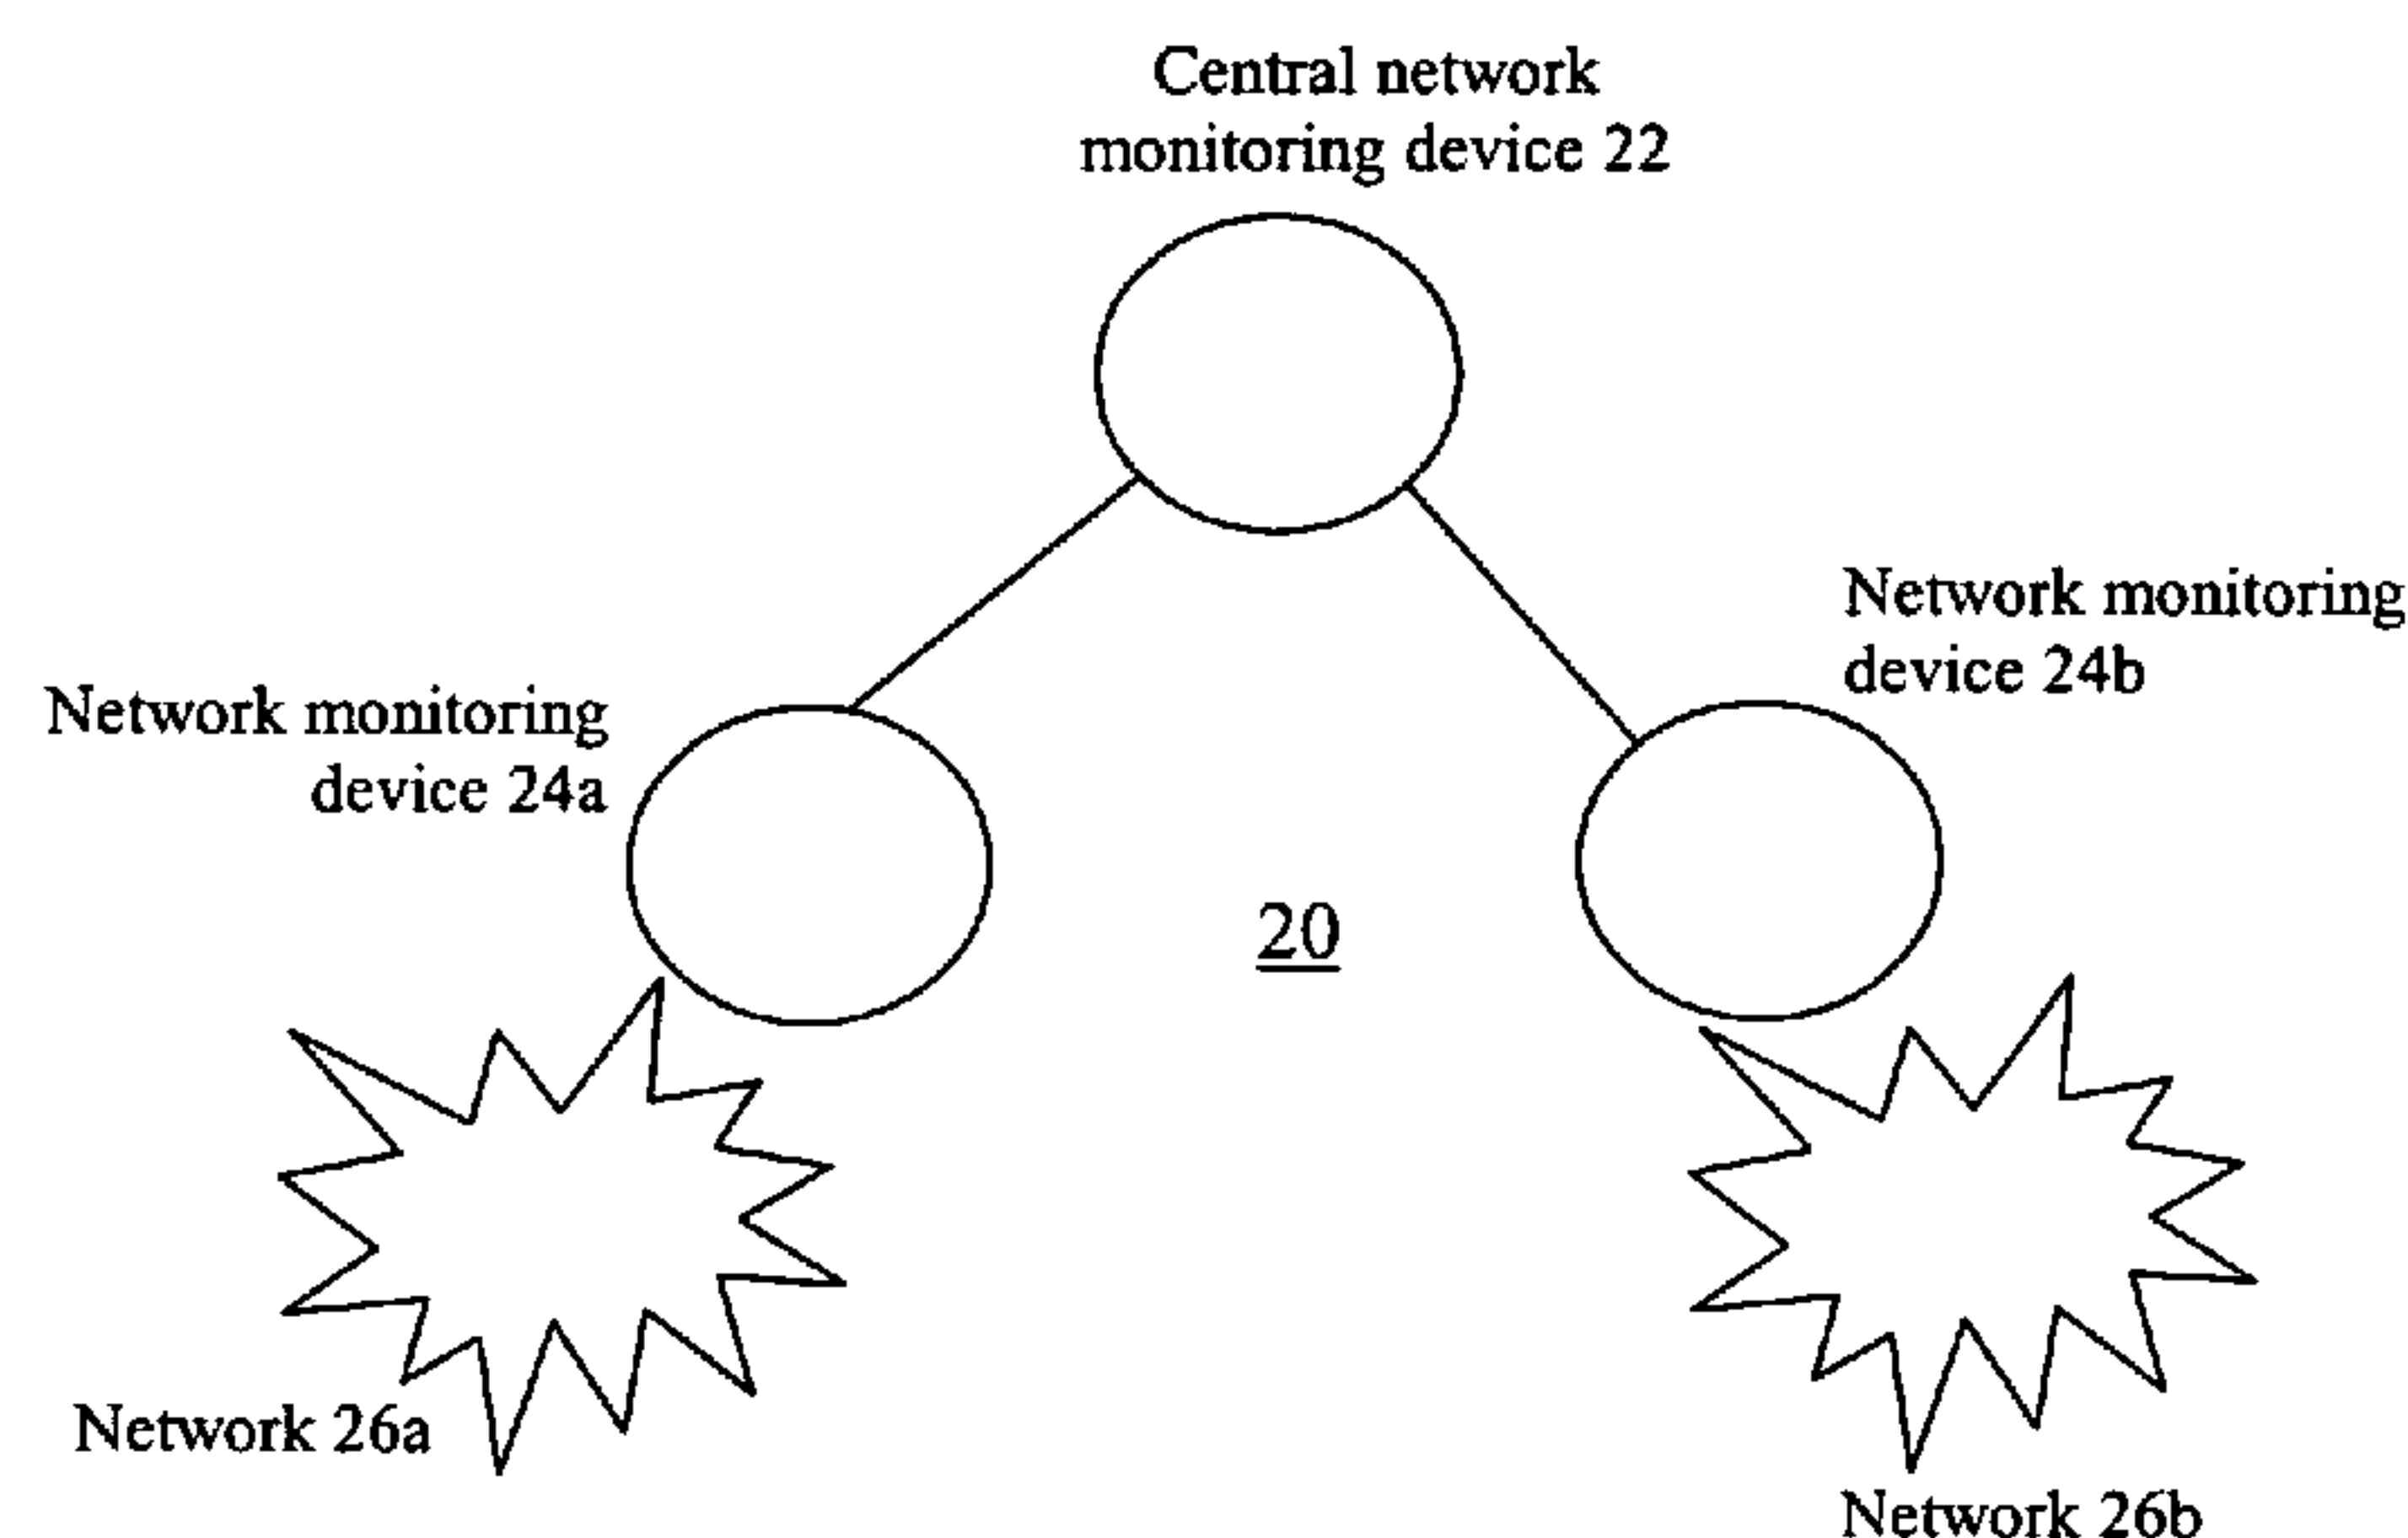 Central network
monitoring device 22
Network monitoring
device 24b
Network monitoring
device 24a
20
Network 26a
Network 26b